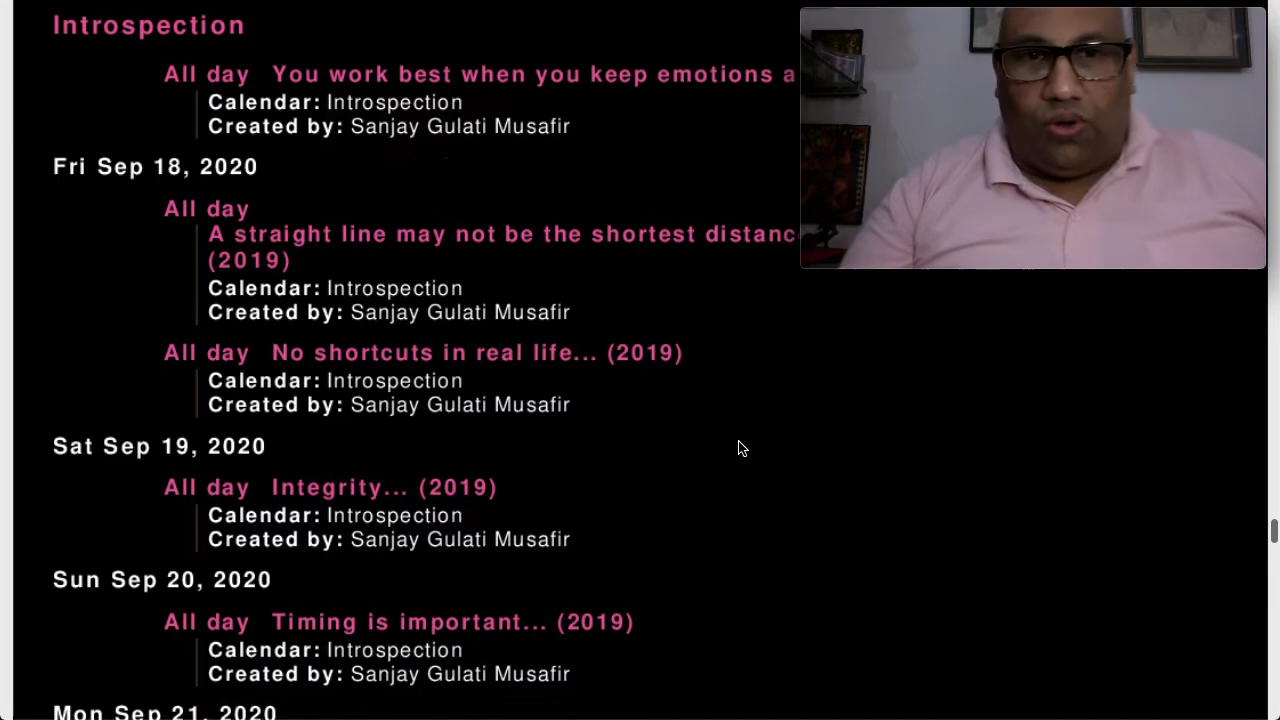 Introspection
All day You work best when you keep emotions
Calendar: Introspection
Created by: Sanjay Gulati Musafir
Fri Sep 18, 2020
All day
A straight line may not be the shortest
(2019)
Calendar: Introspection
Created by: Sanjay Gulati Musafir
All day No shortcuts in real life... (2019)
Calendar: Introspection
Created by: Sanjay Gulati Musafir
Sat Sep 19, 2020
All day Integrity... (2019)
Calendar: Introspection
Created by: Sanjay Gulati Musafir
Sun Sep 20, 2020
All day Timing is important... (2019)
Calendar: Introspection
Created by: Sanjay Gulati Musafir
Mon Sep 21, 2020